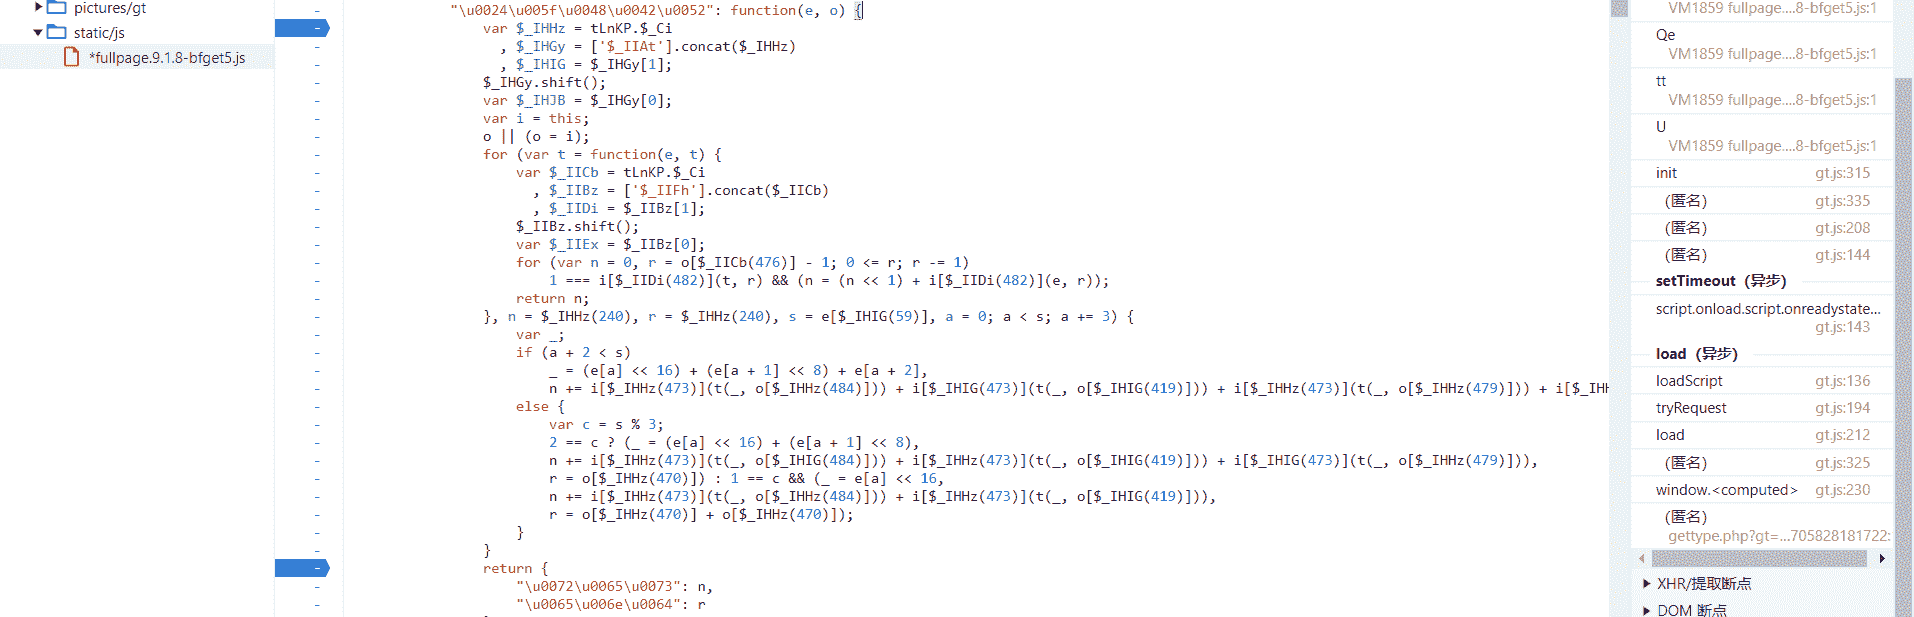 pictures/gt
static/js
*fullpage.9.1.8-bfget5.js
"\u0024\u005f\u0048\u0042\u0052": function(e, o) {
var $_IHHz = tLnKP.$_Ci
, $_IHGy = ['$_IIAt'].concat($_IHHz)
, $_IHIG = $_IHGy[1];
$_IHGy.shift();
var $_IHJB = $_IHGy[0];
var i = this;
o || (o = i);
for (var t = function(e, t) {
var $_IICb = tLnKP.$_Ci
, $_IIBz = ['$_IIFh'].concat($_IICb)
, $_IIDi = $_IIBz[1];
$_IIBz.shift();
var $_IIEx = $_IIBz[0];
for (var n = 0, r = o[$_IICb(476)] - 1; 0 <= r; r -= 1)
1 === i[$_IIDi(482)](t, r) && (n = (n << 1) + i[$_IIDi(482)](e, r));
return n;
}, n = $_IHHz(240), r = $_IHHz(240), s = e[$_IHIG(59)], a = 0; a < s; a += 3) {
var _;
if (a + 2 < s)
_ = (e[a] << 16) + (e[a + 1] << 8) + e[a + 2],
n += i[$_IHHz(473)](t(_, o[$_IHHz(484)])) + i[$_IHIG(473)](t(_, o[$_IHIG(419)])) + i[$_IHHz(473)](t(_, o[$_IHHz(479)])) + i[$_IH
else {
var c = s % 3;
2 == c ? (_ = (e[a] << 16) + (e[a + 1] << 8),
n += i[$_IHHz(473)](t(_, o[$_IHIG(484)])) + i[$_IHHz(473)](t(_, o[$_IHIG(419)])) + i[$_IHIG(473)](t(_, o[$_IHHz(479)])),
r = o[$_IHHz(470)]) : 1 == c && (_ = e[a] << 16,
n += i[$_IHHz(473)](t(_, o[$_IHHz(484)])) + i[$_IHHz(473)](t(_, o[$_IHIG(419)])),
r = o[$_IHHz(470)] + o[$_IHHz(470)]);
}
}
return {
"\u0072\u0065\u0073": n,
"\u0065\u006e\u0064": r
VM1859 fullpage....8-bfget5.js:1
Qe
VM1859 fullpage....8-bfget5.js:1
tt
VM1859 fullpage....8-bfget5.js:1
U
VM1859 fullpage....8-bfget5.js:1
init gt.js:315
(匿名) gt.js:335
(匿名) gt.js:208
(匿名) gt.js:144
setTimeout（异步）
script.onload.script.onreadystate...
gt.js:143
load（异步）
loadScript gt.js:136
tryRequest gt.js:194
load gt.js:212
(匿名) gt.js:325
window.<computed> gt.js:230
(匿名)
gettype.php?gt=...705828181722:
XHR/提取断点
DOM 断点